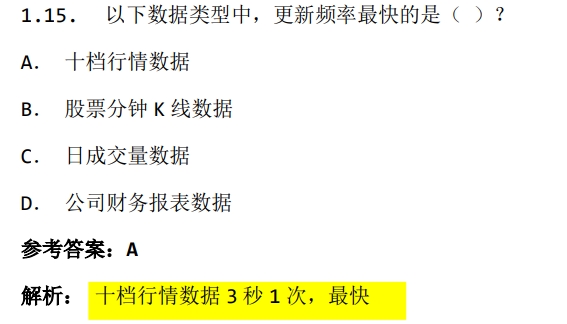 1.15. 以下数据类型中，更新频率最快的是（ ）？
A. 十档行情数据
B. 股票分钟 K 线数据
C. 日成交量数据
D. 公司财务报表数据
参考答案：A
解析： 十档行情数据 3 秒 1 次，最快